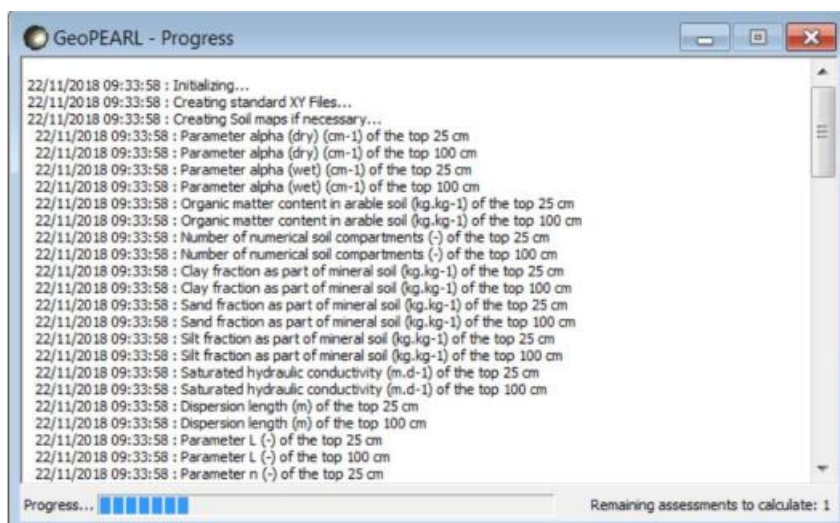 GeoPEARL - Progress
22/11/2018 09:33:58 : Initializing...
22/11/2018 09:33:58 : Creating standard XY Files...
22/11/2018 09:33:58 : Creating Soil maps if necessary...
22/11/2018 09:33:58 : Parameter alpha (dry) (cm-1) of the top 25 cm
22/11/2018 09:33:58 : Parameter alpha (dry) (cm-1) of the top 100 cm
22/11/2018 09:33:58 : Parameter alpha (wet) (cm-1) of the top 25 cm
22/11/2018 09:33:58 : Parameter alpha (wet) (cm-1) of the top 100 cm
22/11/2018 09:33:58 : Organic matter content in arable soil (kg.kg-1) of the top 25 cm
22/11/2018 09:33:58 : Organic matter content in arable soil (kg.kg-1) of the top 100 cm
22/11/2018 09:33:58 : Number of numerical soil compartments (-) of the top 25 cm
22/11/2018 09:33:58 : Number of numerical soil compartments (-) of the top 100 cm
22/11/2018 09:33:58 : Clay fraction as part of mineral soil (kg.kg-1) of the top 25 cm
22/11/2018 09:33:58 : Clay fraction as part of mineral soil (kg.kg-1) of the top 100 cm
22/11/2018 09:33:58 : Sand fraction as part of mineral soil (kg.kg-1) of the top 25 cm
22/11/2018 09:33:58 : Sand fraction as part of mineral soil (kg.kg-1) of the top 100 cm
22/11/2018 09:33:58 : Silt fraction as part of mineral soil (kg.kg-1) of the top 25 cm
22/11/2018 09:33:58 : Silt fraction as part of mineral soil (kg.kg-1) of the top 100 cm
22/11/2018 09:33:58 : Saturated hydraulic conductivity (m.d-1) of the top 25 cm
22/11/2018 09:33:58 : Saturated hydraulic conductivity (m.d-1) of the top 100 cm
22/11/2018 09:33:58 : Dispersion length (m) of the top 25 cm
22/11/2018 09:33:58 : Dispersion length (m) of the top 100 cm
22/11/2018 09:33:58 : Parameter L (-) of the top 25 cm
22/11/2018 09:33:58 : Parameter L (-) of the top 100 cm
22/11/2018 09:33:58 : Parameter n (-) of the top 25 cm
Progress... Remaining assessments to calculate: 1